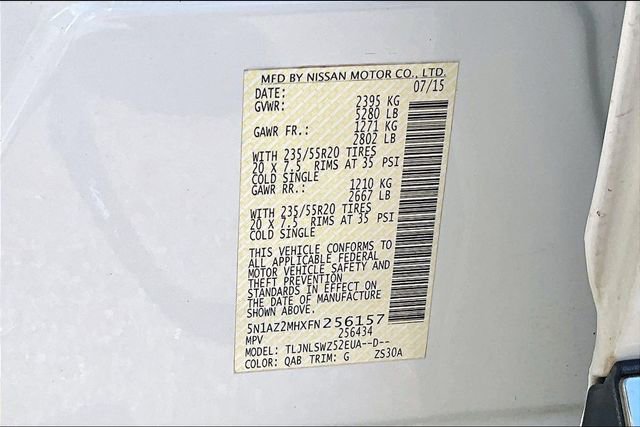 MFD BY NISSAN MOTOR CO., LTD.
DATE: 07/15
GVWR: 2395 KG
5280 LB
GAWR FR.: 1271 KG
2802 LB
WITH 235/55R20 TIRES
20 X 7.5 RIMS AT 35 PSI
COLD SINGLE
GAWR RR.: 1210 KG
2667 LB
WITH 235/55R20 TIRES
20 X 7.5 RIMS AT 35 PSI
COLD SINGLE
THIS VEHICLE CONFORMS TO
ALL APPLICABLE FEDERAL
MOTOR VEHICLE SAFETY AND
THEFT PREVENTION
STANDARDS IN EFFECT ON
THE DATE OF MANUFACTURE
SHOWN ABOVE.
5N1AZ2MHXFN256157
MPV 256434
MODEL: TLJNLSWZ52EUA--D--
COLOR: QAB TRIM: G ZS30A